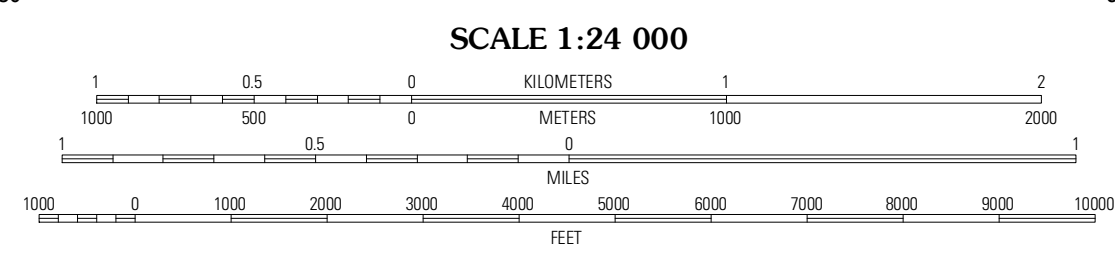 SCALE 1:24 000
1 0.5 0 KILOMETERS 1 2
1000 500 0 METERS 1000 2000
1 0.5 0 1
MILES
1000 0 1000 2000 3000 4000 5000 6000 7000 8000 9000 10000
FEET